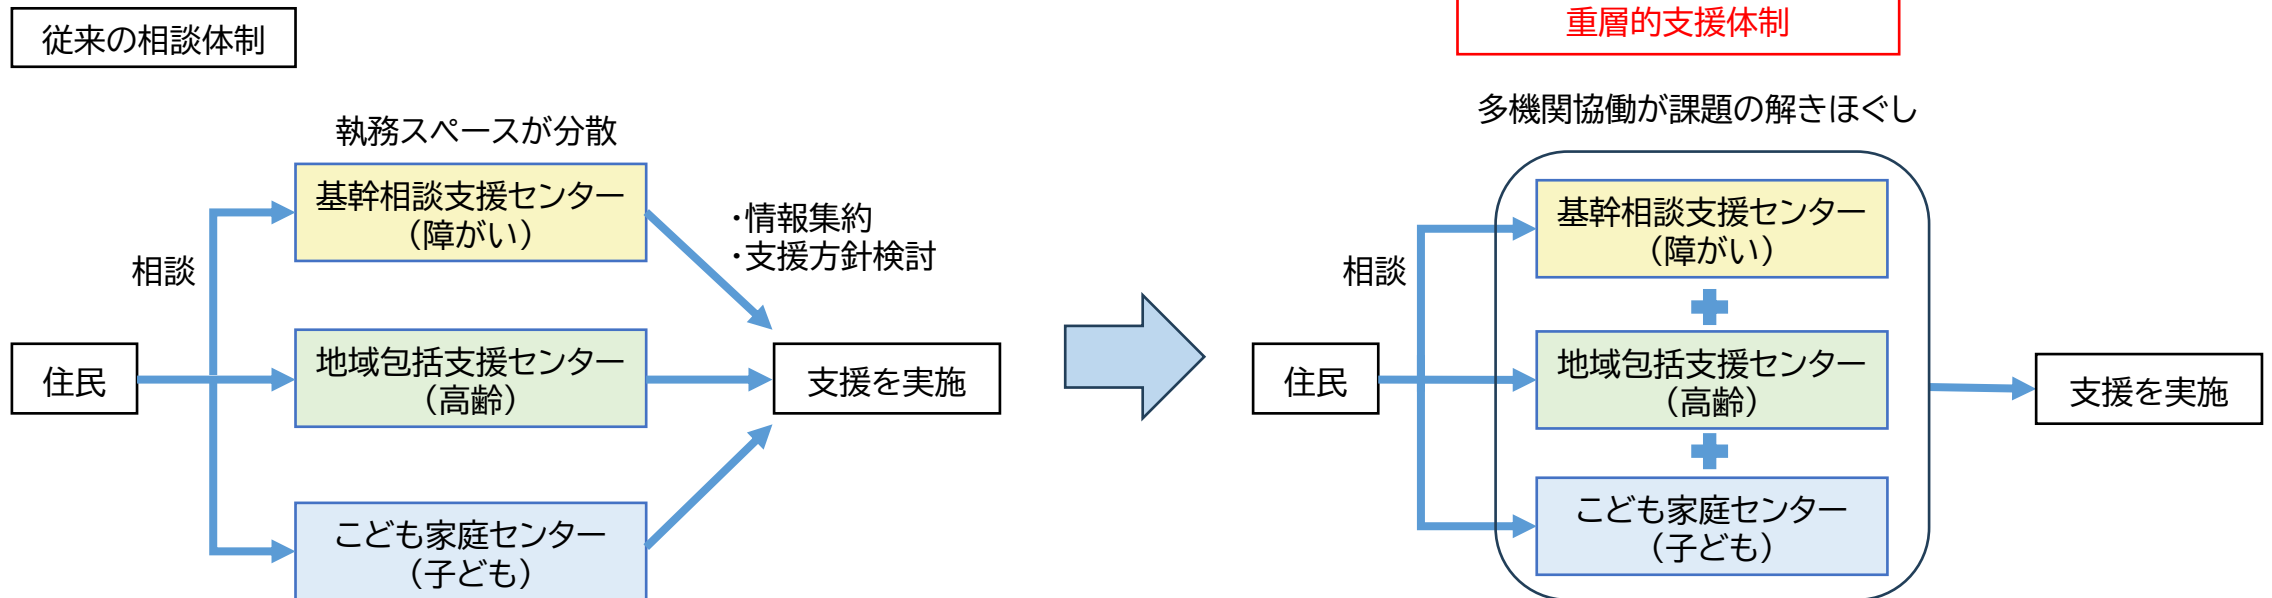 従来の相談体制
執務スペースが分散
基幹相談支援センター
（障がい）
・情報集約
・支援方針検討
相談
住民
地域包括支援センター
（高齢）
支援を実施
こども家庭センター
（子ども）
重層的支援体制
多機関協働が課題の解きほぐし
基幹相談支援センター
（障がい）
相談
住民
地域包括支援センター
（高齢）
支援を実施
こども家庭センター
（子ども）